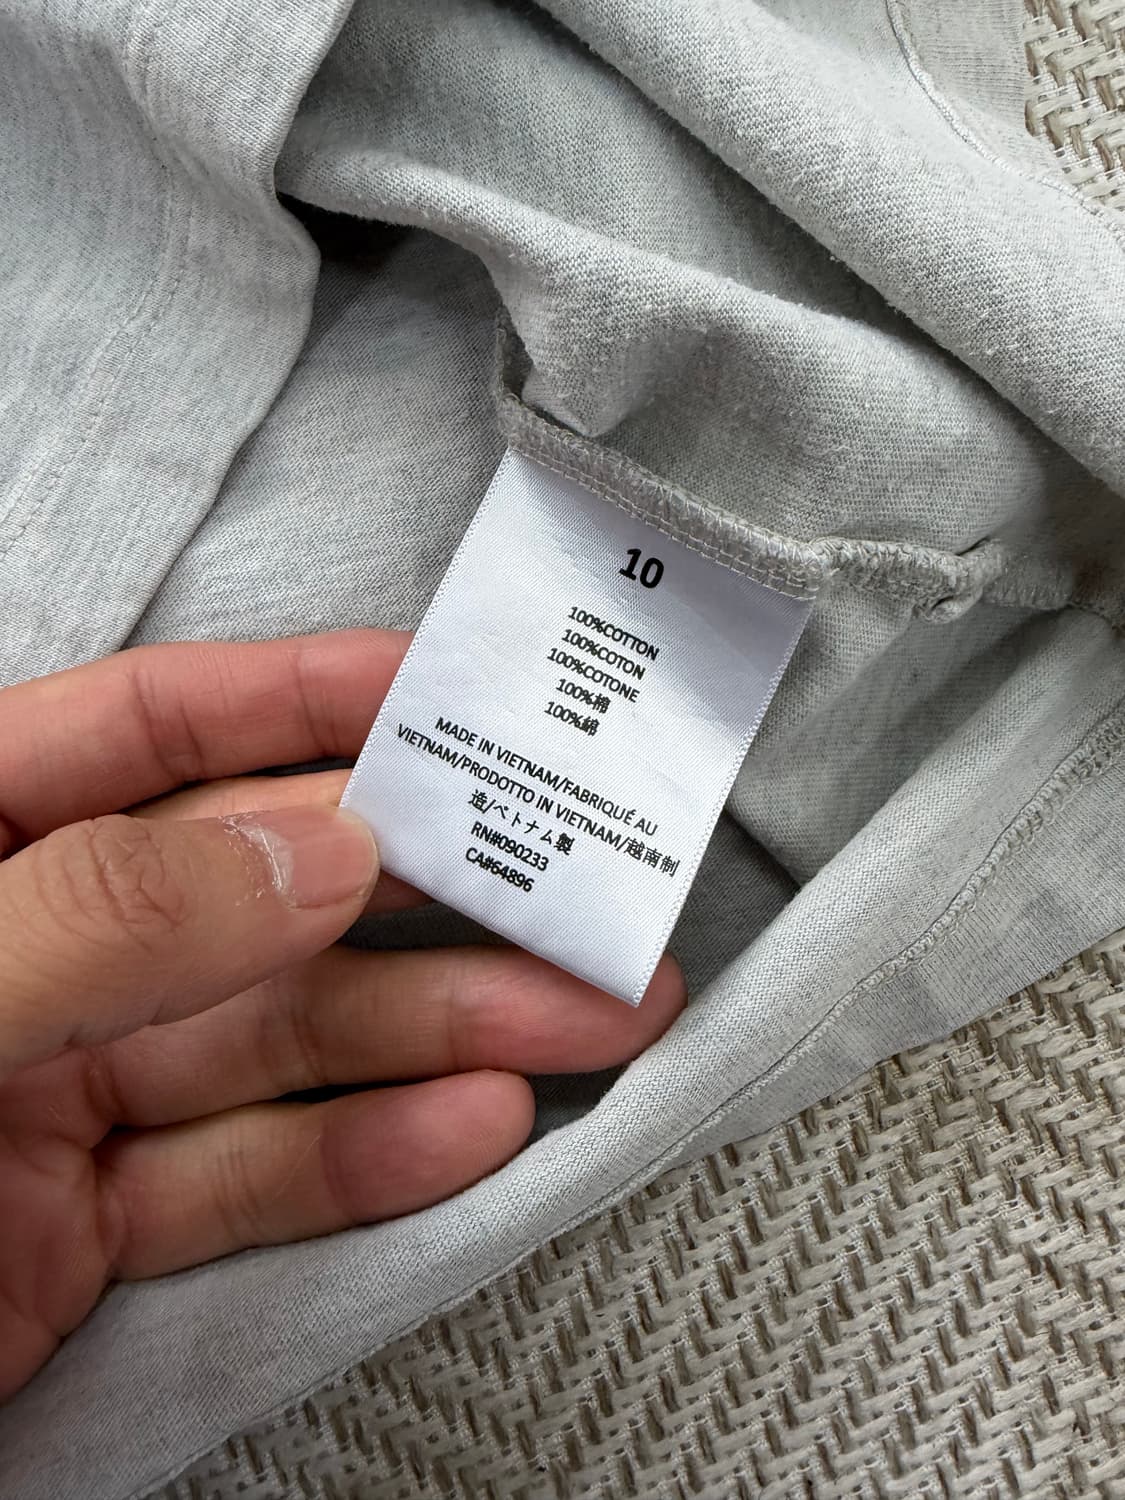 10
100%COTTON
100%COTON
100%COTONE
100%棉
100%綿
MADE IN VIETNAM/FABRIQUÉ AU
VIETNAM/PRODOTTO IN VIETNAM/越南制
造/ベトナム製
RN#090233
CA#64896